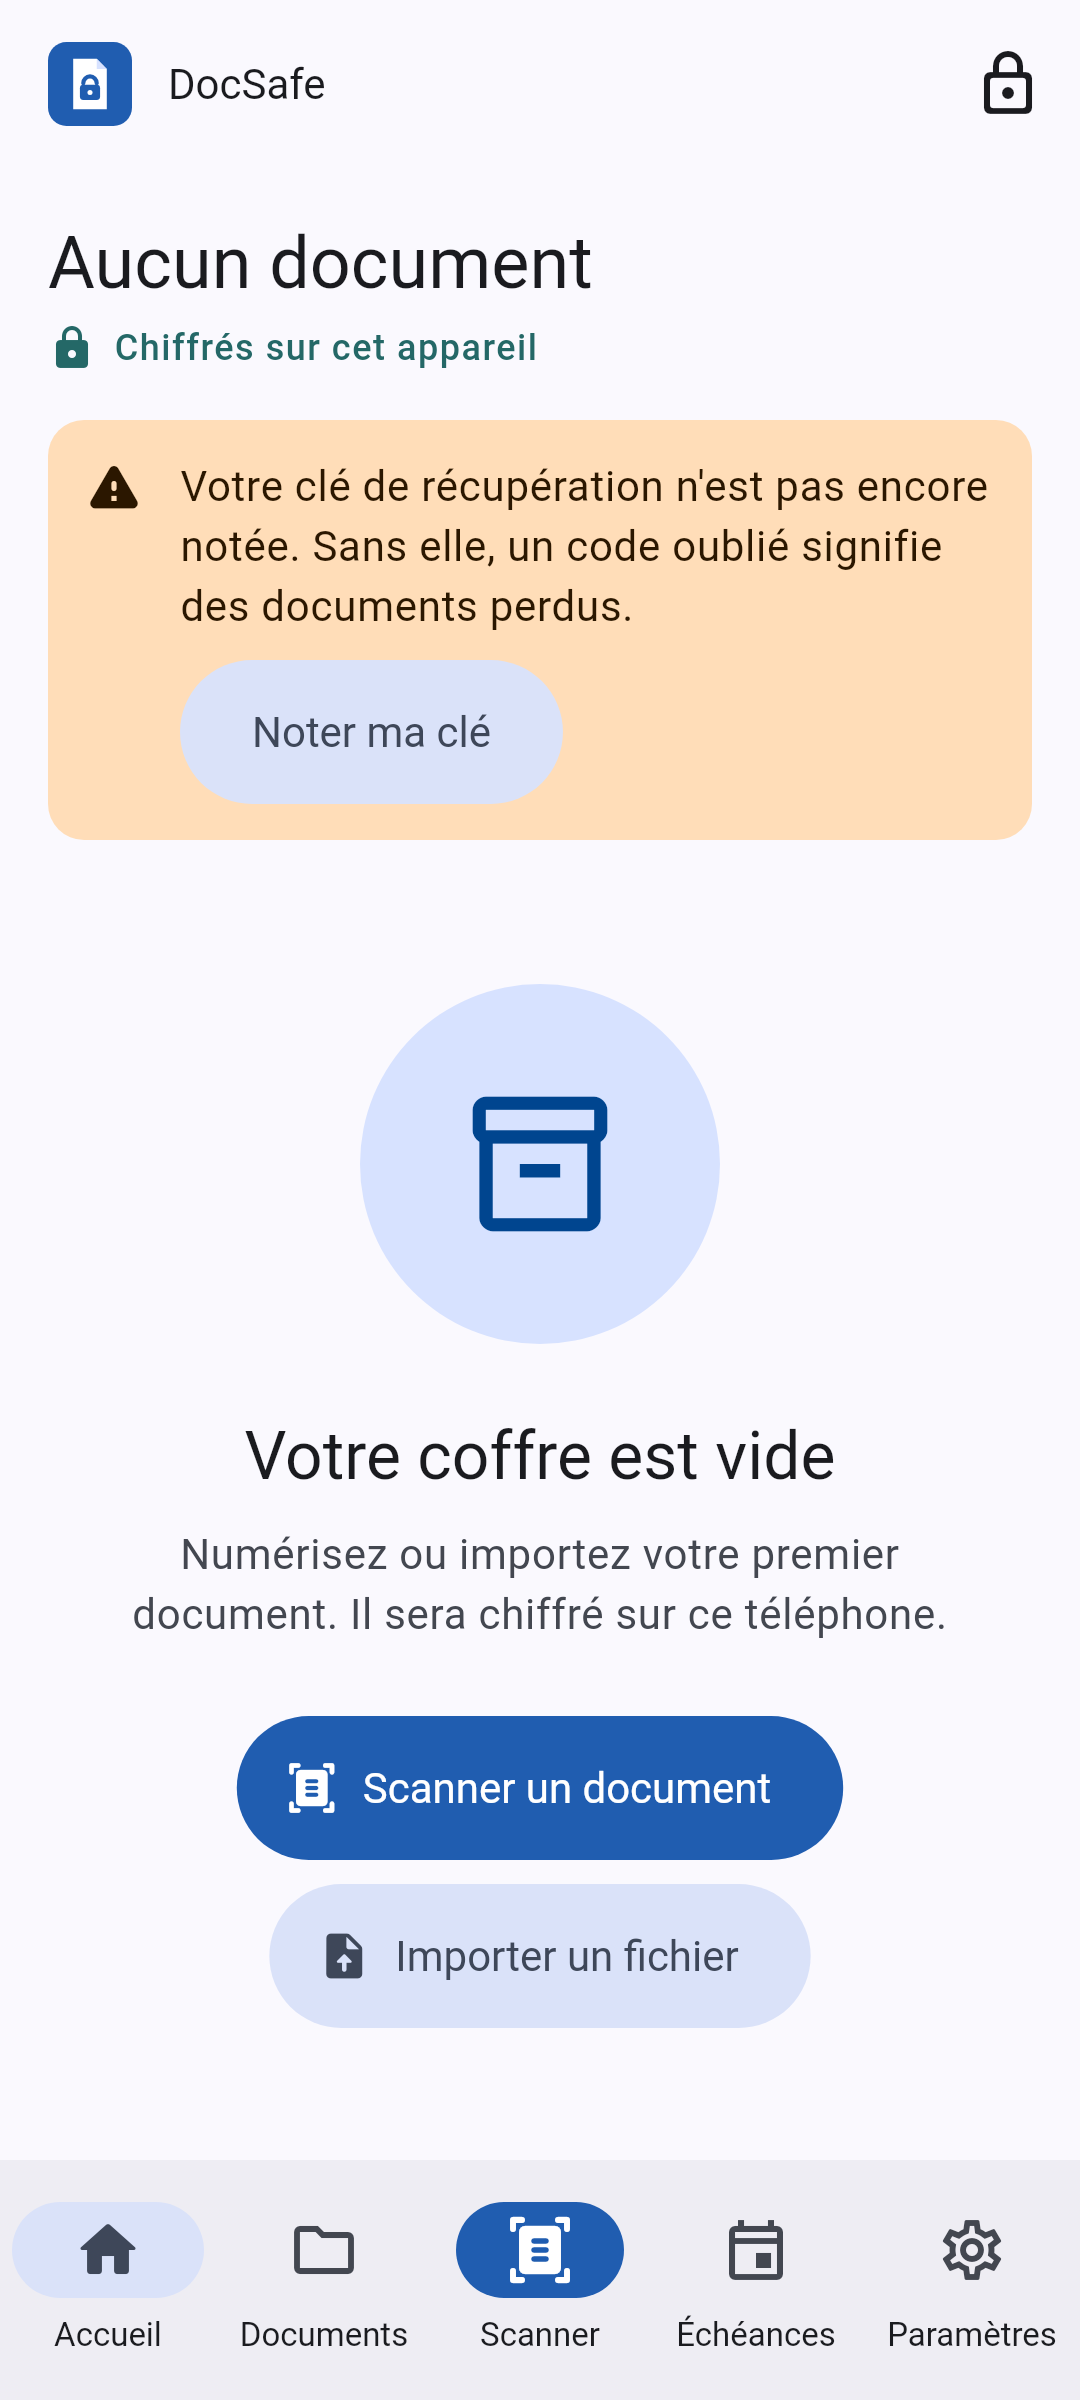 DocSafe
Aucun document
Chiffrés sur cet appareil
Votre clé de récupération n'est pas encore
notée. Sans elle, un code oublié signifie
des documents perdus.
Noter ma clé
Votre coffre est vide
Numérisez ou importez votre premier
document. Il sera chiffré sur ce téléphone.
Scanner un document
Importer un fichier
Accueil
Documents
Scanner
Échéances
Paramètres